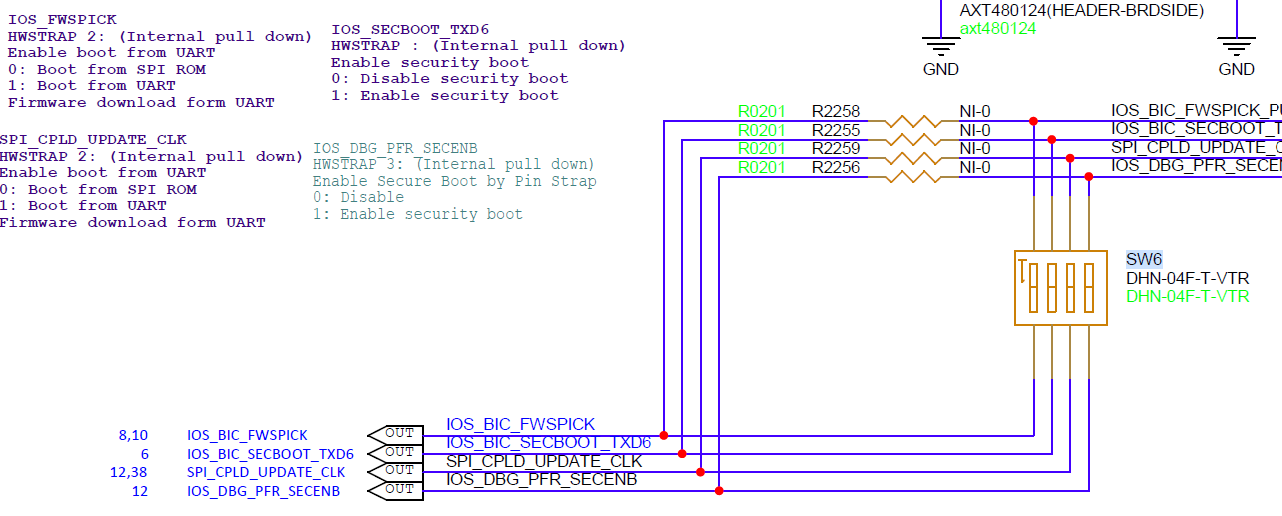 IOS_FWSPICK
HWSTRAP 2: (Internal pull down)
Enable boot from UART
0: Boot from SPI ROM
1: Boot from UART
Firmware download form UART
IOS_SECBOOT_TXD6
HWSTRAP : (Internal pull down)
Enable security boot
0: Disable security boot
1: Enable security boot
SPI_CPLD_UPDATE_CLK
HWSTRAP 2: (Internal pull down)
Enable boot from UART
0: Boot from SPI ROM
1: Boot from UART
Firmware download form UART
IOS_DBG_PFR_SECENB
HWSTRAP 3: (Internal pull down)
Enable Secure Boot by Pin Strap
0: Disable
1: Enable security boot
AXT480124(HEADER-BRDSIDE)
axt480124
GND
GND
R0201 R2258 NI-0 IOS_BIC_FWSPICK_PU
R0201 R2255 NI-0 IOS_BIC_SECBOOT_T
R0201 R2259 NI-0 SPI_CPLD_UPDATE_C
R0201 R2256 NI-0 IOS_DBG_PFR_SECEN
SW6
DHN-04F-T-VTR
DHN-04F-T-VTR
8,10 IOS_BIC_FWSPICK OUT IOS_BIC_FWSPICK
6 IOS_BIC_SECBOOT_TXD6 OUT IOS_BIC_SECBOOT_TXD6
12,38 SPI_CPLD_UPDATE_CLK OUT SPI_CPLD_UPDATE_CLK
12 IOS_DBG_PFR_SECENB OUT IOS_DBG_PFR_SECENB